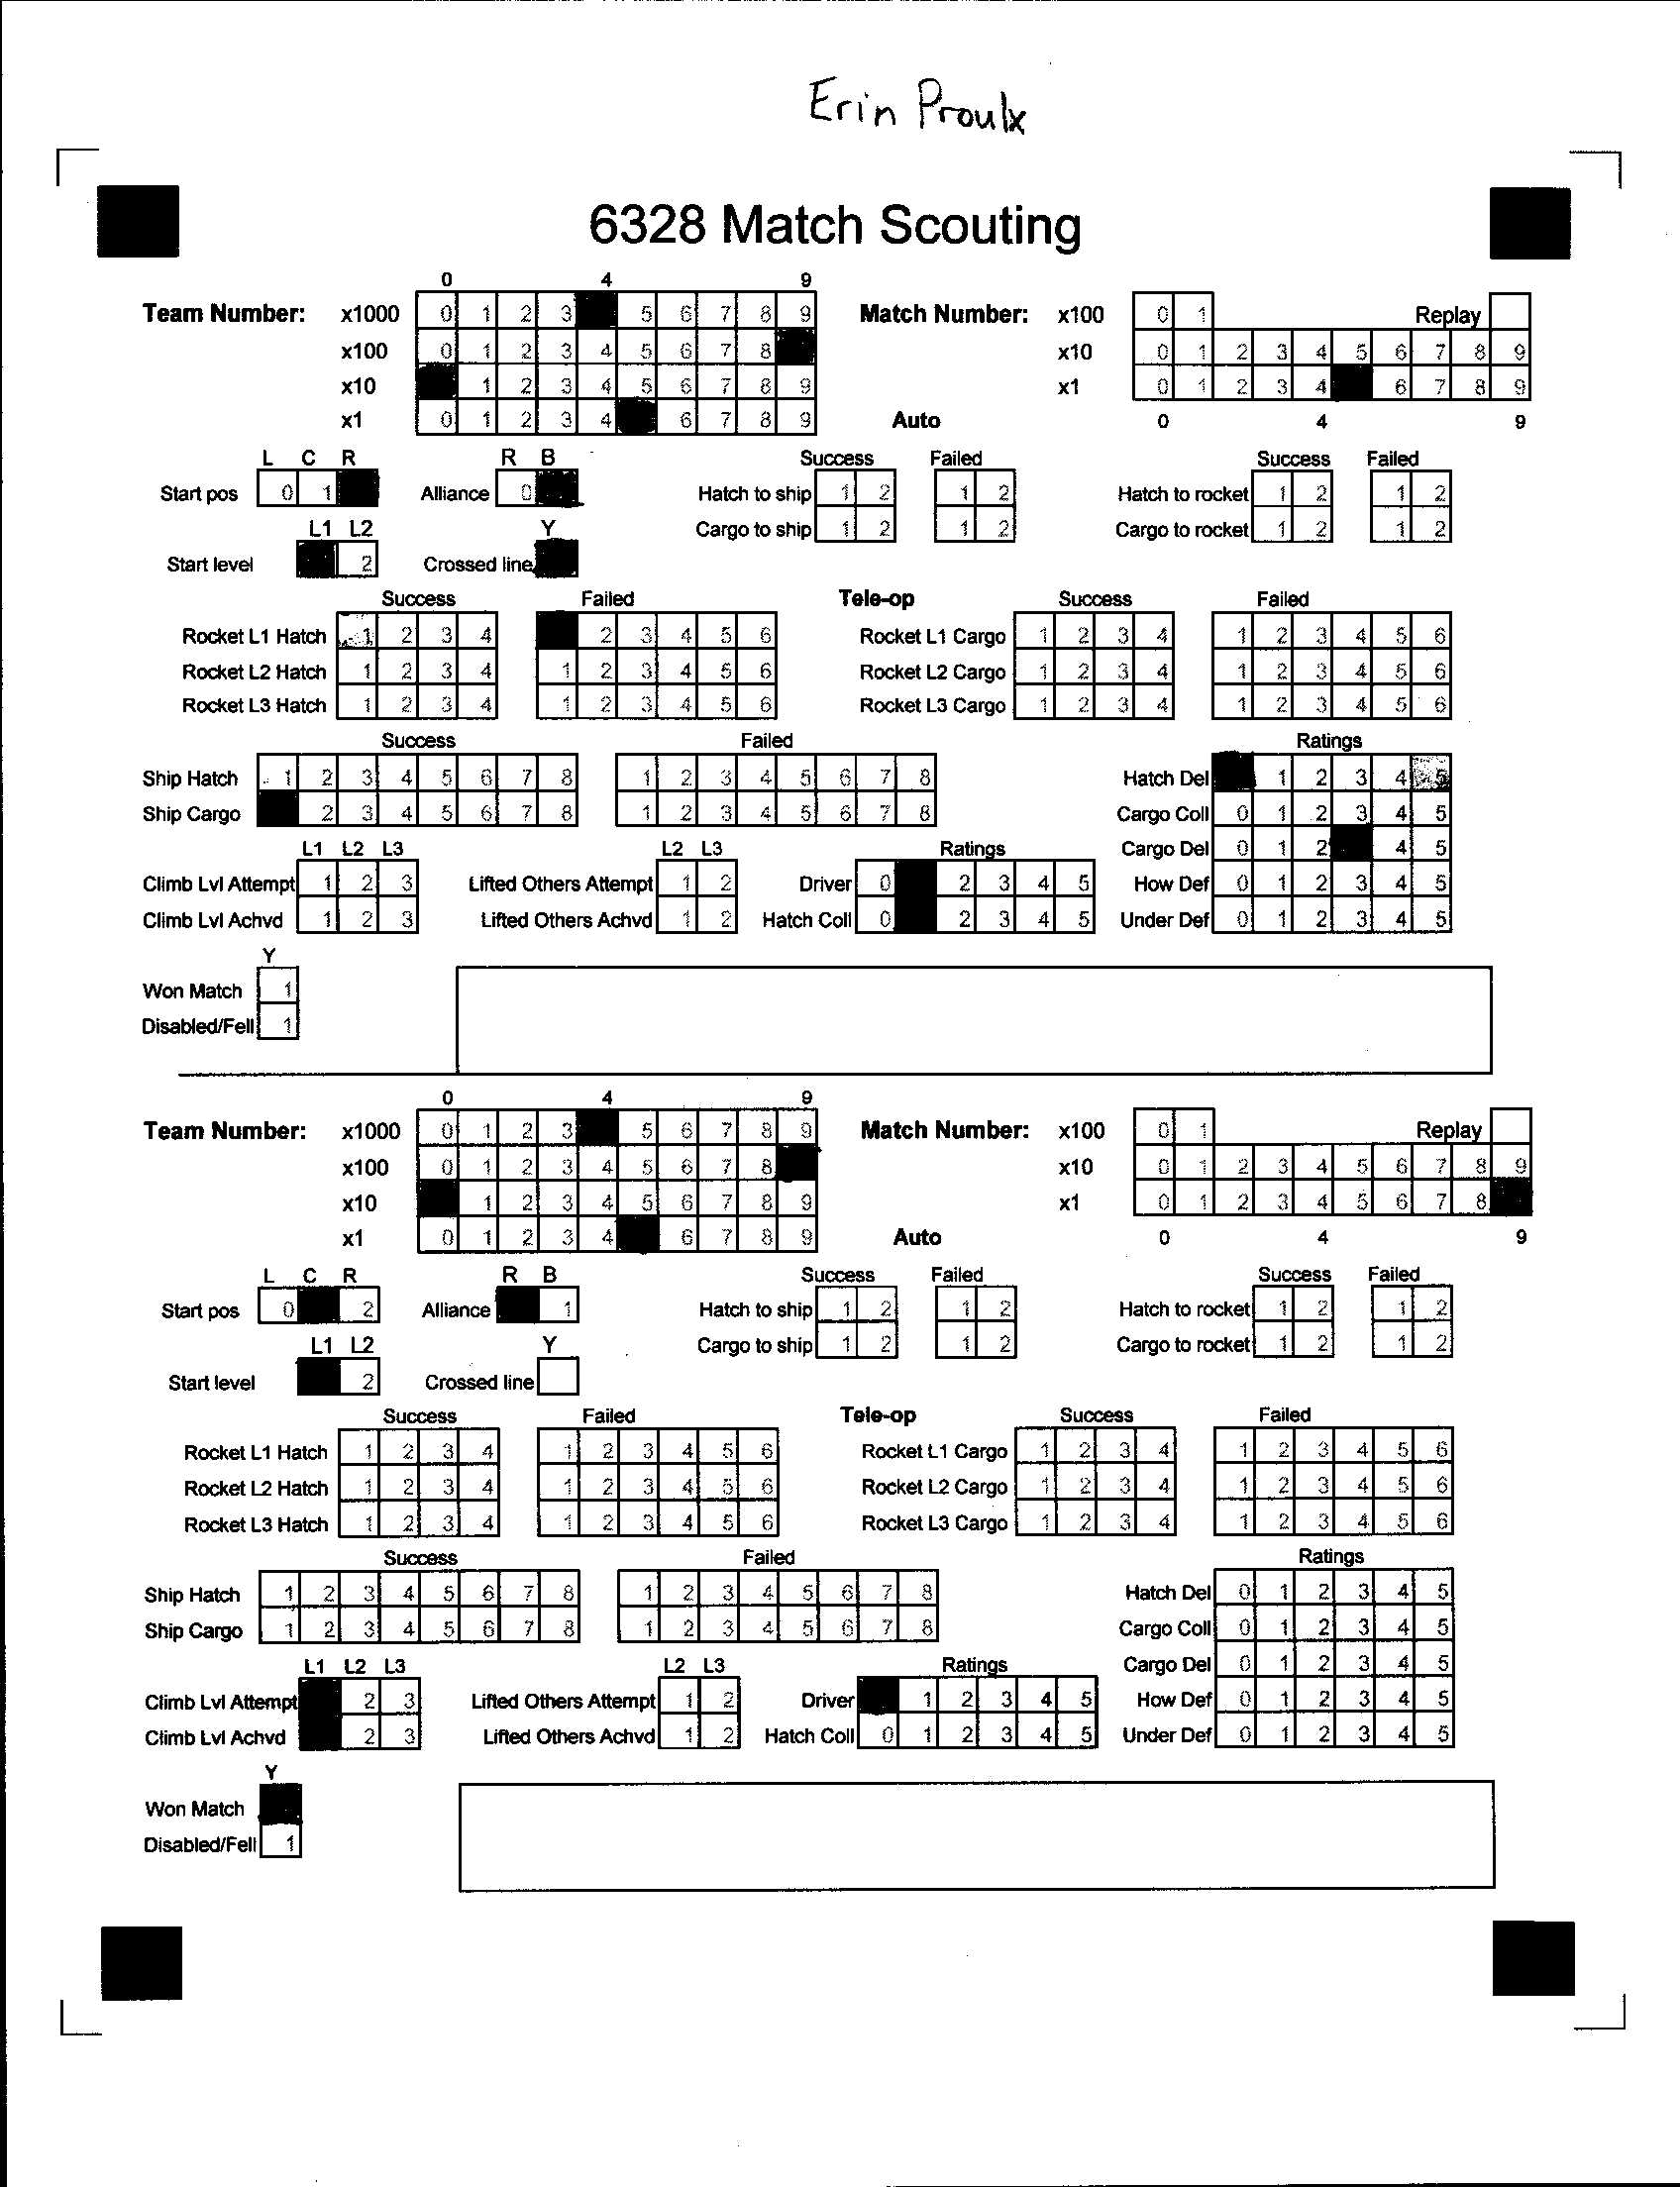 Erin Proulx
6328 Match Scouting
0 4 9
Team Number: x1000 0 1 2 3 5 6 7 8 9 Match Number: x100 0 1 Replay
x100 0 1 2 3 4 5 6 7 8 x10 0 1 2 3 4 5 6 7 8 9
x10 1 2 3 4 5 6 7 8 9 x1 0 1 2 3 4 6 7 8 9
x1 0 1 2 3 4 6 7 8 9 Auto 0 4 9
L C R R B Success Failed Success Failed
Start pos 0 1 Alliance 0 Hatch to ship 1 2 1 2 Hatch to rocket 1 2 1 2
L1 L2 Y Cargo to ship 1 2 1 2 Cargo to rocket 1 2 1 2
Start level 2 Crossed line
Success Failed Tele-op Success Failed
Rocket L1 Hatch 1 2 3 4 2 3 4 5 6 Rocket L1 Cargo 1 2 3 4 1 2 3 4 5 6
Rocket L2 Hatch 1 2 3 4 1 2 3 4 5 6 Rocket L2 Cargo 1 2 3 4 1 2 3 4 5 6
Rocket L3 Hatch 1 2 3 4 1 2 3 4 5 6 Rocket L3 Cargo 1 2 3 4 1 2 3 4 5 6
Success Failed Ratings
Ship Hatch 1 2 3 4 5 6 7 8 1 2 3 4 5 6 7 8 Hatch Del 1 2 3 4 5
Ship Cargo 2 3 4 5 6 7 8 1 2 3 4 5 6 7 8 Cargo Coll 0 1 2 3 4 5
L1 L2 L3 L2 L3 Ratings Cargo Del 0 1 2 4 5
Climb Lvl Attempt 1 2 3 Lifted Others Attempt 1 2 Driver 0 2 3 4 5 How Def 0 1 2 3 4 5
Climb Lvl Achvd 1 2 3 Lifted Others Achvd 1 2 Hatch Coll 0 2 3 4 5 Under Def 0 1 2 3 4 5
Y
Won Match 1
Disabled/Fell 1
0 4 9
Team Number: x1000 0 1 2 3 5 6 7 8 9 Match Number: x100 0 1 Replay
x100 0 1 2 3 4 5 6 7 8 x10 0 1 2 3 4 5 6 7 8 9
x10 1 2 3 4 5 6 7 8 9 x1 0 1 2 3 4 5 6 7 8
x1 0 1 2 3 4 6 7 8 9 Auto 0 4 9
L C R R B Success Failed Success Failed
Start pos 0 2 Alliance 1 Hatch to ship 1 2 1 2 Hatch to rocket 1 2 1 2
L1 L2 Y Cargo to ship 1 2 1 2 Cargo to rocket 1 2 1 2
Start level 2 Crossed line
Success Failed Tele-op Success Failed
Rocket L1 Hatch 1 2 3 4 1 2 3 4 5 6 Rocket L1 Cargo 1 2 3 4 1 2 3 4 5 6
Rocket L2 Hatch 1 2 3 4 1 2 3 4 5 6 Rocket L2 Cargo 1 2 3 4 1 2 3 4 5 6
Rocket L3 Hatch 1 2 3 4 1 2 3 4 5 6 Rocket L3 Cargo 1 2 3 4 1 2 3 4 5 6
Success Failed Ratings
Ship Hatch 1 2 3 4 5 6 7 8 1 2 3 4 5 6 7 8 Hatch Del 0 1 2 3 4 5
Ship Cargo 1 2 3 4 5 6 7 8 1 2 3 4 5 6 7 8 Cargo Coll 0 1 2 3 4 5
L1 L2 L3 L2 L3 Ratings Cargo Del 0 1 2 3 4 5
Climb Lvl Attempt 2 3 Lifted Others Attempt 1 2 Driver 1 2 3 4 5 How Def 0 1 2 3 4 5
Climb Lvl Achvd 2 3 Lifted Others Achvd 1 2 Hatch Coll 0 1 2 3 4 5 Under Def 0 1 2 3 4 5
Y
Won Match
Disabled/Fell 1